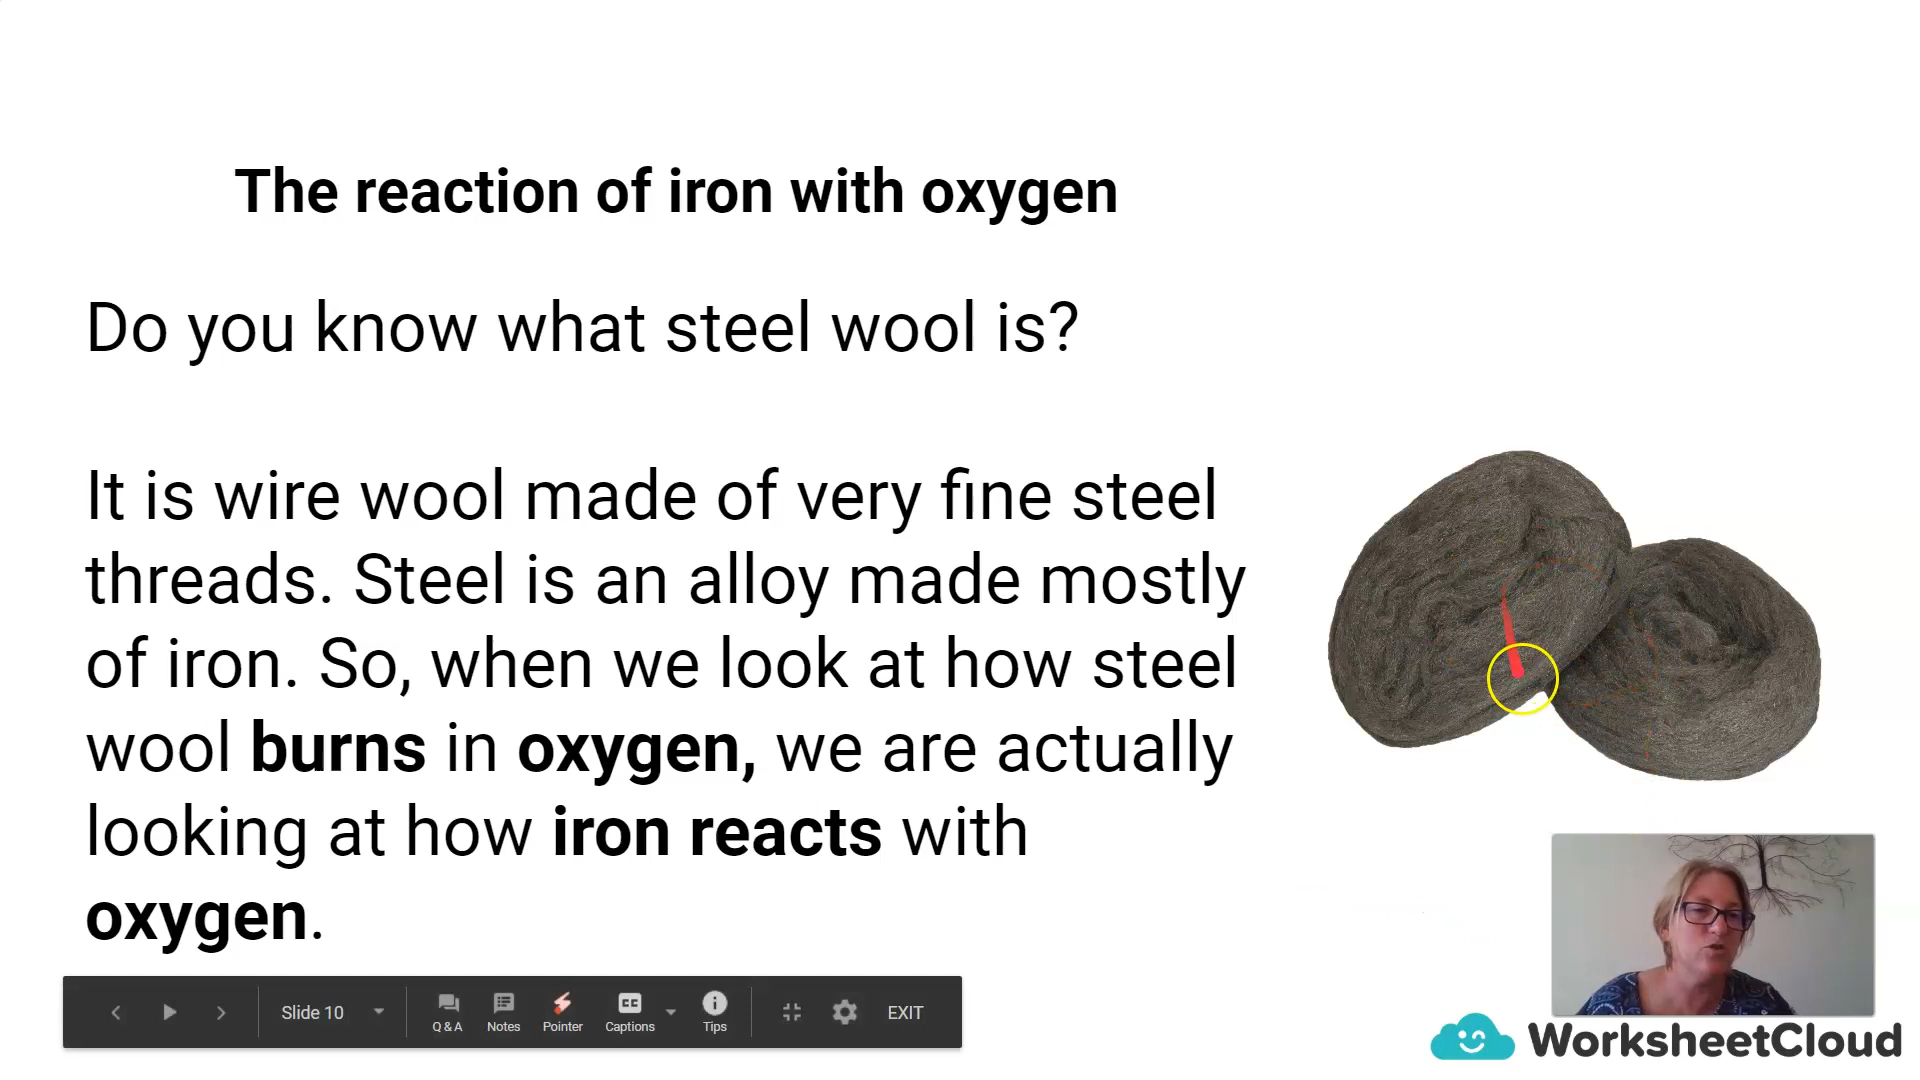 The reaction of iron with oxygen
Do you know what steel wool is?
It is wire wool made of very fine steel
threads. Steel is an alloy made mostly
of iron. So, when we look at how steel
wool burns in oxygen, we are actually
looking at how iron reacts with
oxygen.
Slide 10
Q & A
Notes
Pointer
CC
Captions
Tips
EXIT
WorksheetCloud